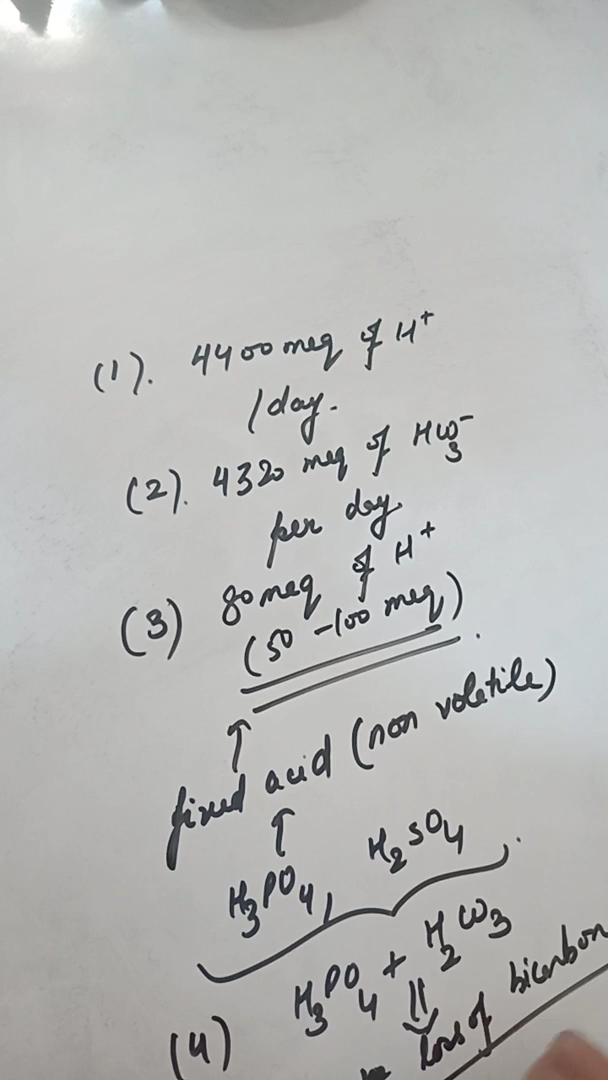 (1). 4400 meq of H⁺
/day.
(2). 4320 meq of HCO₃⁻
per day.
(3) 80 meq of H⁺
(50 -100 meq).
↑
fixed acid (non volatile)
↑
H₃PO₄, H₂SO₄.
(4) H₃PO₄ + H₂CO₃
⇓
loss of bicarbon